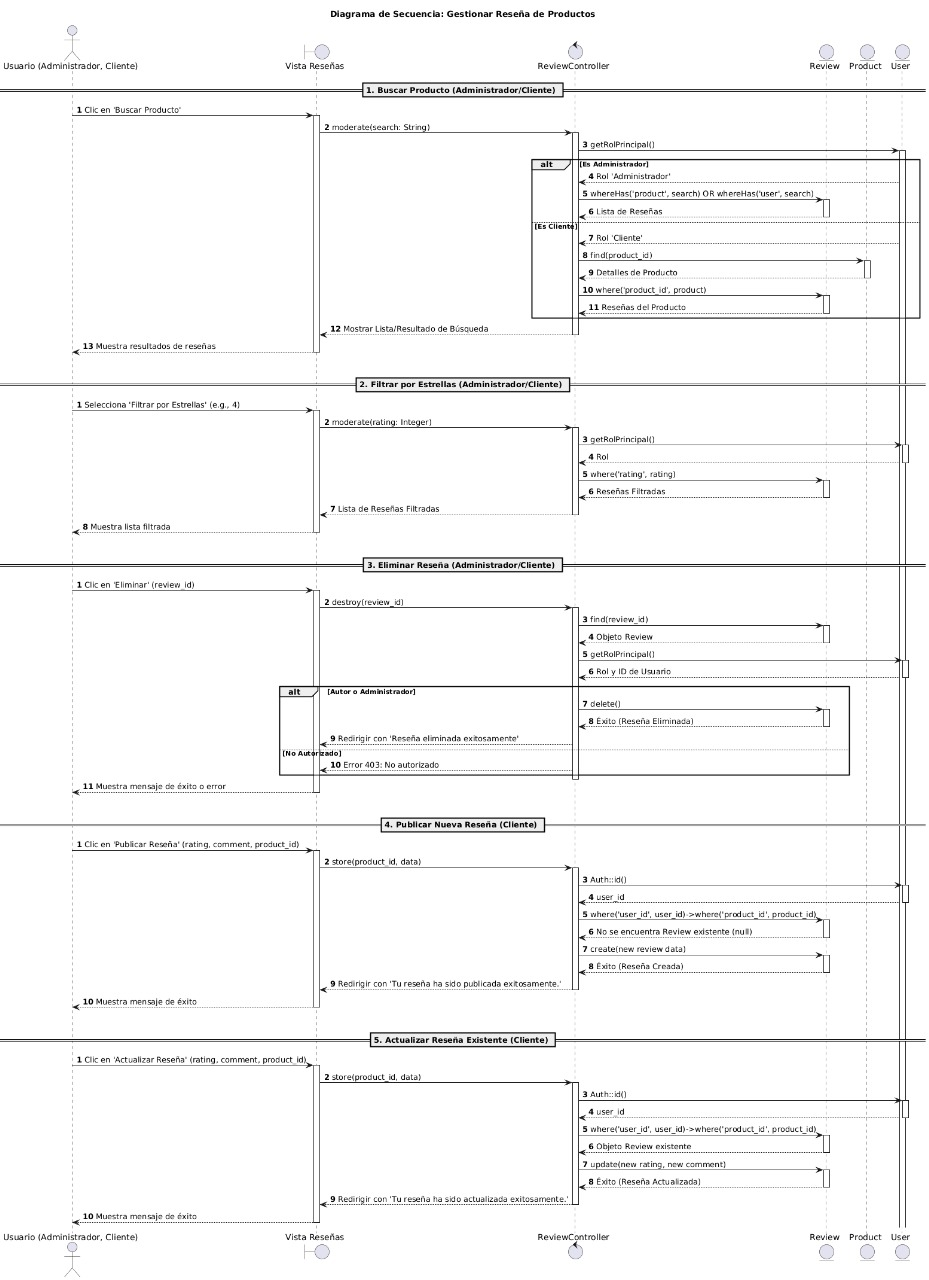 Diagrama de Secuencia: Gestionar Reseña de Productos
Usuario (Administrador, Cliente)
Vista Reseñas
ReviewController
Review
Product
User
1. Buscar Producto (Administrador/Cliente)
1 Clic en 'Buscar Producto'
2 moderate(search: String)
3 getRolPrincipal()
alt
[Es Administrador]
4 Rol 'Administrador'
5 whereHas('product', search) OR whereHas('user', search)
6 Lista de Reseñas
[Es Cliente]
7 Rol 'Cliente'
8 find(product_id)
9 Detalles de Producto
10 where('product_id', product)
11 Reseñas del Producto
12 Mostrar Lista/Resultado de Búsqueda
13 Muestra resultados de reseñas
2. Filtrar por Estrellas (Administrador/Cliente)
1 Selecciona 'Filtrar por Estrellas' (e.g., 4)
2 moderate(rating: Integer)
3 getRolPrincipal()
4 Rol
5 where('rating', rating)
6 Reseñas Filtradas
7 Lista de Reseñas Filtradas
8 Muestra lista filtrada
3. Eliminar Reseña (Administrador/Cliente)
1 Clic en 'Eliminar' (review_id)
2 destroy(review_id)
3 find(review_id)
4 Objeto Review
5 getRolPrincipal()
6 Rol y ID de Usuario
alt
[Autor o Administrador]
7 delete()
8 Éxito (Reseña Eliminada)
9 Redirigir con 'Reseña eliminada exitosamente'
[No Autorizado]
10 Error 403: No autorizado
11 Muestra mensaje de éxito o error
4. Publicar Nueva Reseña (Cliente)
1 Clic en 'Publicar Reseña' (rating, comment, product_id)
2 store(product_id, data)
3 Auth::id()
4 user_id
5 where('user_id', user_id)->where('product_id', product_id)
6 No se encuentra Review existente (null)
7 create(new review data)
8 Éxito (Reseña Creada)
9 Redirigir con 'Tu reseña ha sido publicada exitosamente.'
10 Muestra mensaje de éxito
5. Actualizar Reseña Existente (Cliente)
1 Clic en 'Actualizar Reseña' (rating, comment, product_id)
2 store(product_id, data)
3 Auth::id()
4 user_id
5 where('user_id', user_id)->where('product_id', product_id)
6 Objeto Review existente
7 update(new rating, new comment)
8 Éxito (Reseña Actualizada)
9 Redirigir con 'Tu reseña ha sido actualizada exitosamente.'
10 Muestra mensaje de éxito
Usuario (Administrador, Cliente)
Vista Reseñas
ReviewController
Review
Product
User